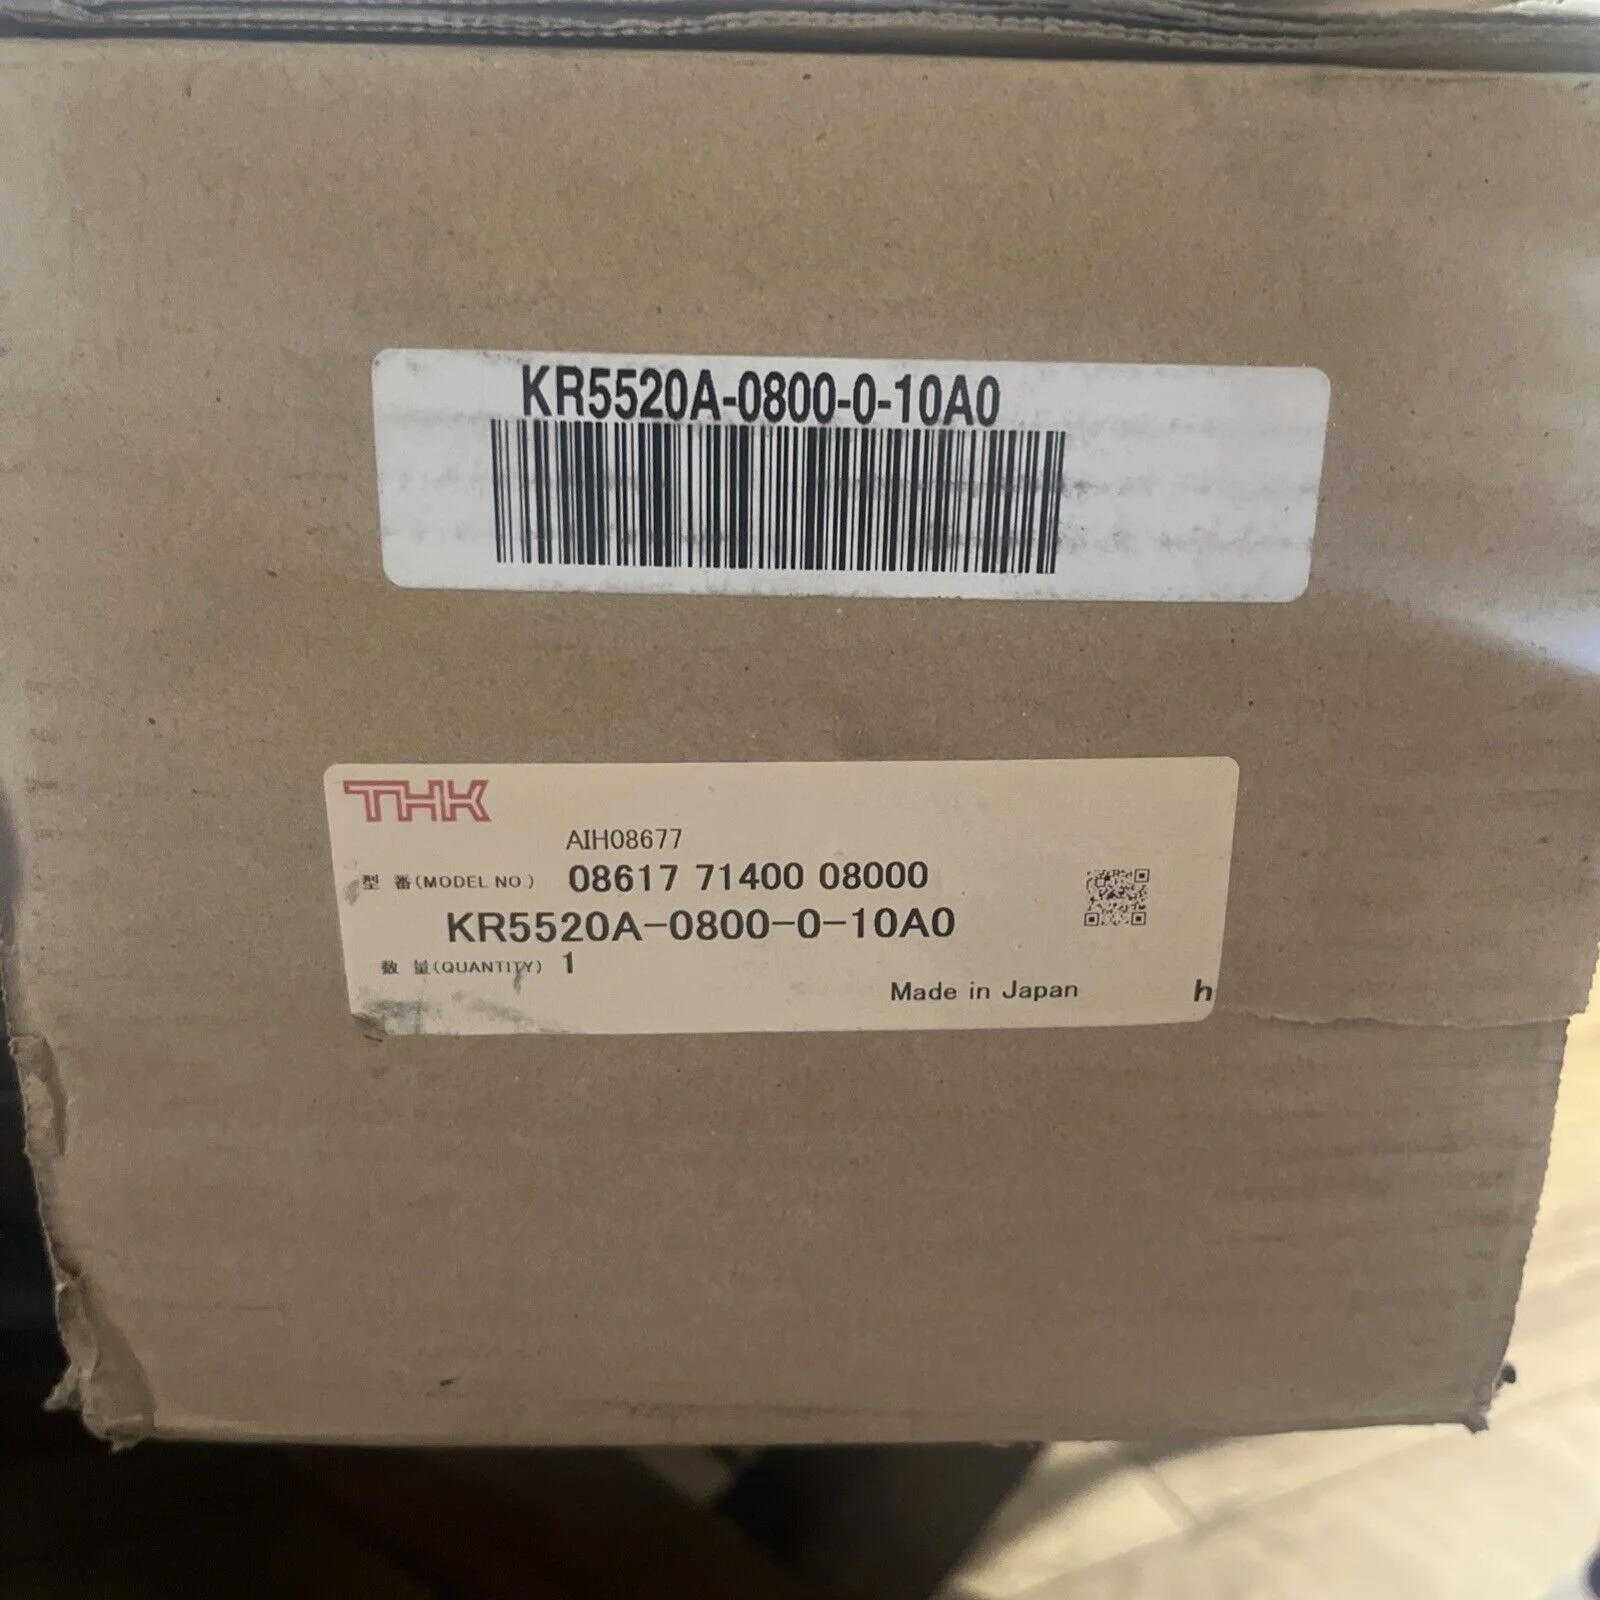 KR5520A-0800-0-10A0
THK
AIH08677
型 番(MODEL NO.) 08617 71400 08000
KR5520A-0800-0-10A0
数 量(QUANTITY) 1
Made in Japan h